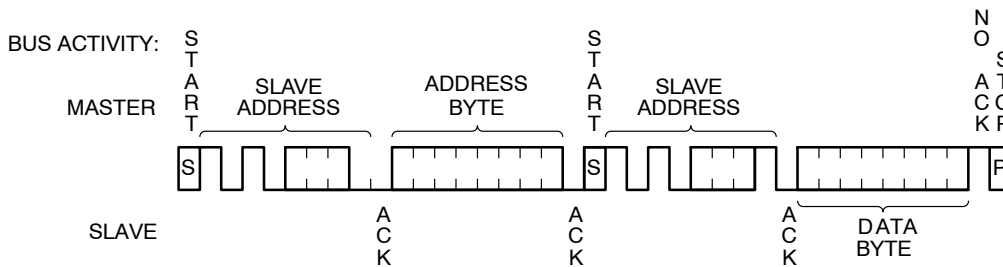 BUS ACTIVITY:
MASTER
START
SLAVE
ADDRESS
ADDRESS
BYTE
START
SLAVE
ADDRESS
NO ACK
STOP
S
S
P
SLAVE
ACK
ACK
ACK
DATA
BYTE